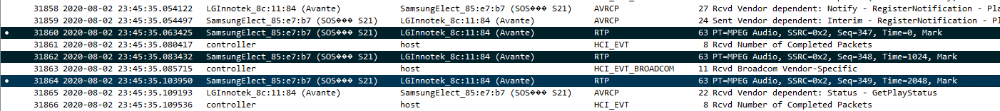 31858 2020-08-02 23:45:35.054122 LGInnotek_8c:11:84 (Avante) SamsungElect_85:e7:b7 (SOS��� S21) AVRCP 27 Rcvd Vendor dependent: Notify - RegisterNotification - Pla
31859 2020-08-02 23:45:35.054497 SamsungElect_85:e7:b7 (SOS��� S21) LGInnotek_8c:11:84 (Avante) AVRCP 24 Sent Vendor dependent: Interim - RegisterNotification - Pl
31860 2020-08-02 23:45:35.063425 SamsungElect_85:e7:b7 (SOS��� S21) LGInnotek_8c:11:84 (Avante) RTP 63 PT=MPEG Audio, SSRC=0x2, Seq=347, Time=0, Mark
31861 2020-08-02 23:45:35.080417 controller host HCI_EVT 8 Rcvd Number of Completed Packets
31862 2020-08-02 23:45:35.083432 SamsungElect_85:e7:b7 (SOS��� S21) LGInnotek_8c:11:84 (Avante) RTP 63 PT=MPEG Audio, SSRC=0x2, Seq=348, Time=1024, Mark
31863 2020-08-02 23:45:35.085715 controller host HCI_EVT_BROADCOM 11 Rcvd Broadcom Vendor-Specific
31864 2020-08-02 23:45:35.103950 SamsungElect_85:e7:b7 (SOS��� S21) LGInnotek_8c:11:84 (Avante) RTP 63 PT=MPEG Audio, SSRC=0x2, Seq=349, Time=2048, Mark
31865 2020-08-02 23:45:35.109193 LGInnotek_8c:11:84 (Avante) SamsungElect_85:e7:b7 (SOS��� S21) AVRCP 22 Rcvd Vendor dependent: Status - GetPlayStatus
31866 2020-08-02 23:45:35.109536 controller host HCI_EVT 8 Rcvd Number of Completed Packets